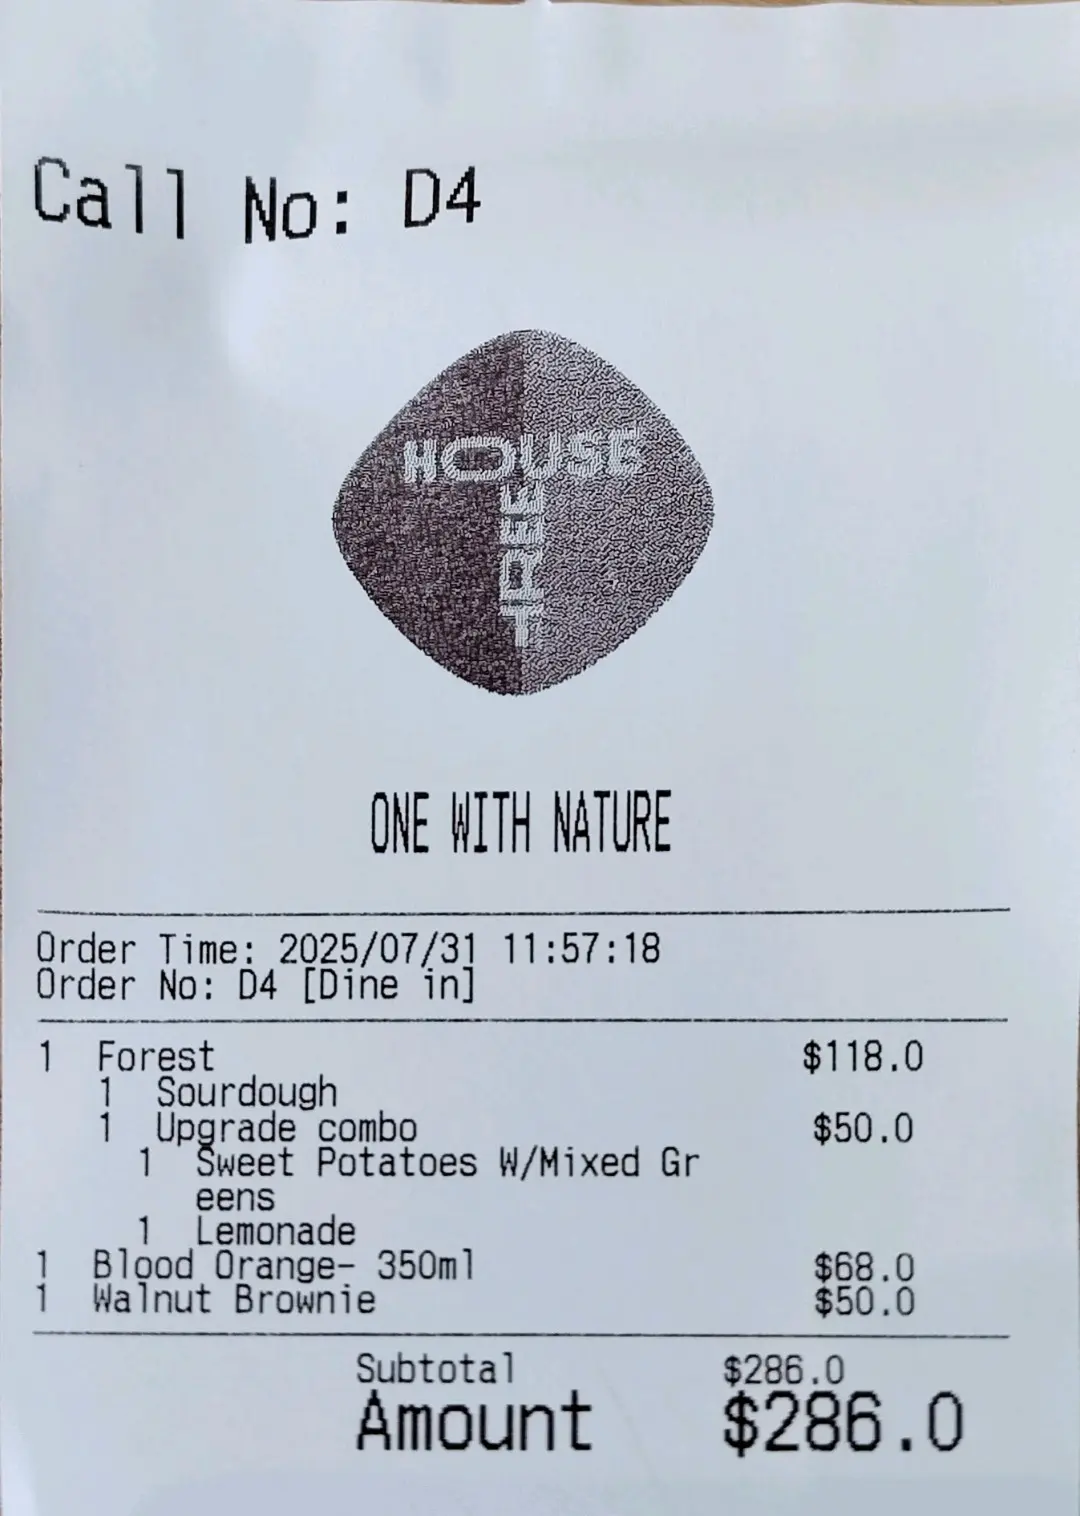 Call No: D4
HOUSE
TREE
ONE WITH NATURE
Order Time: 2025/07/31 11:57:18
Order No: D4 [Dine in]
1 Forest $118.0
1 Sourdough
1 Upgrade combo $50.0
1 Sweet Potatoes W/Mixed Gr
eens
1 Lemonade
1 Blood Orange- 350ml $68.0
1 Walnut Brownie $50.0
Subtotal $286.0
Amount $286.0